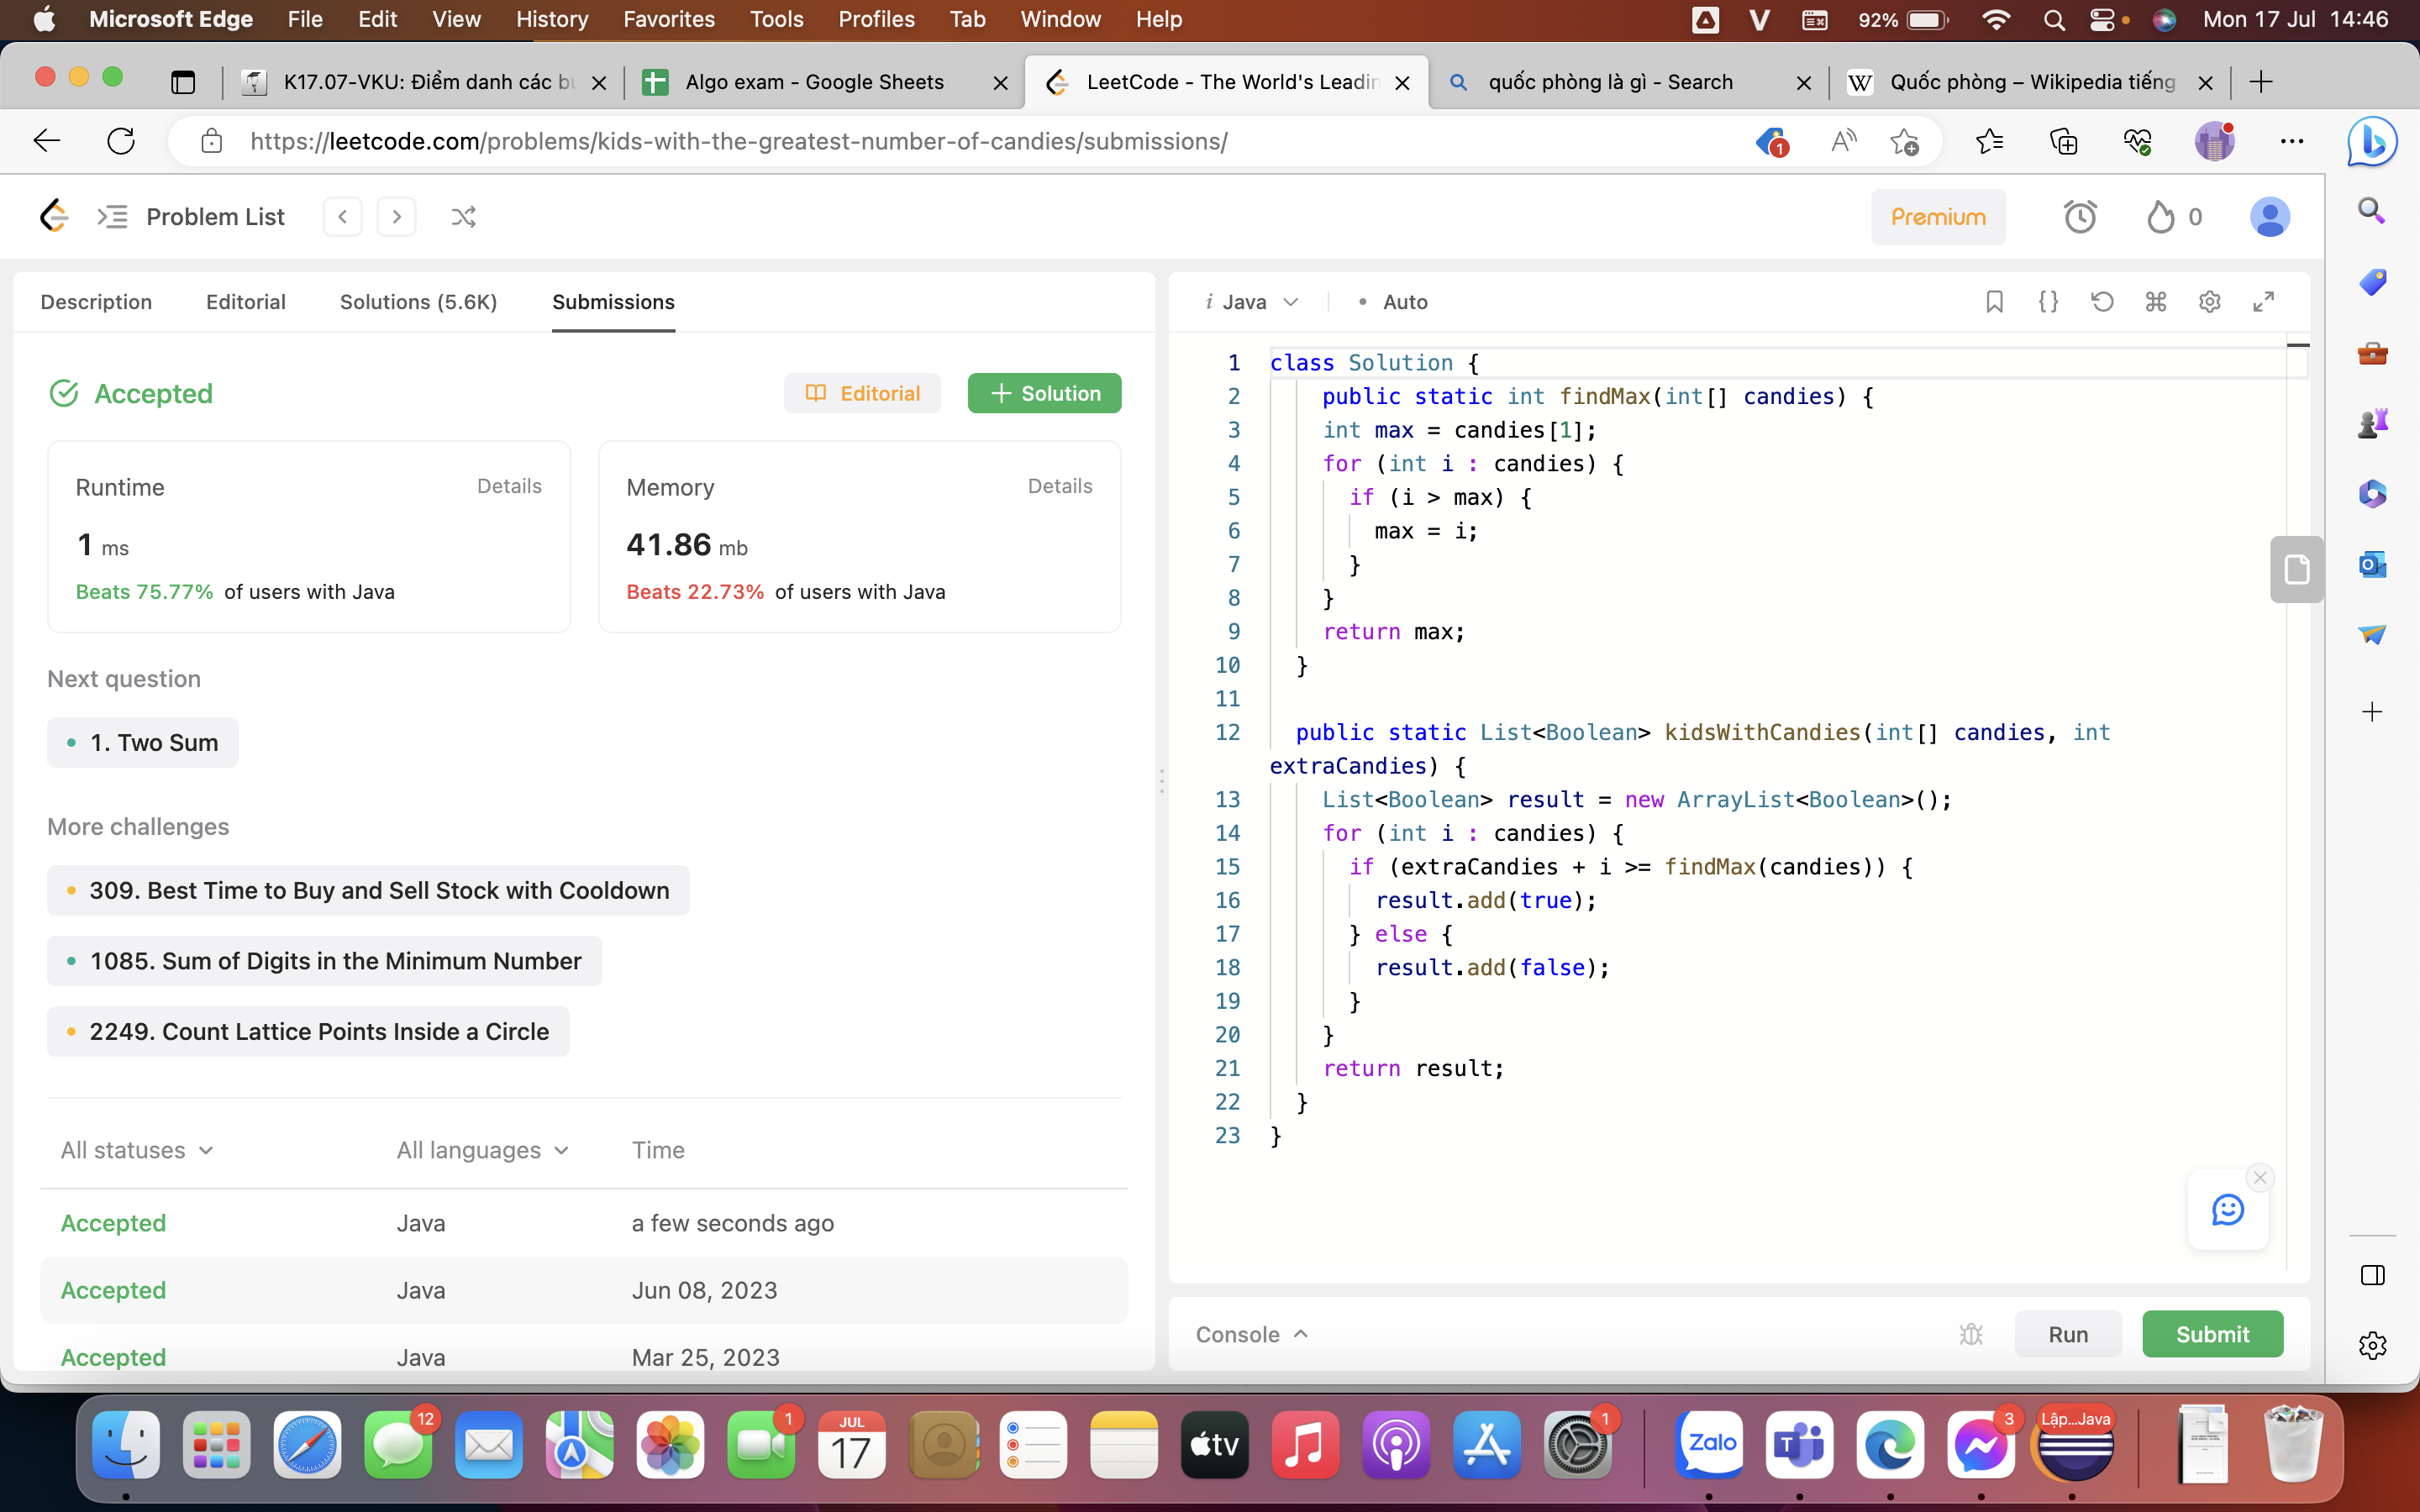 Microsoft Edge File Edit View History Favorites Tools Profiles Tab Window Help 92% Mon 17 Jul 14:46
K17.07-VKU: Điểm danh các bu Algo exam - Google Sheets LeetCode - The World's Leadin quốc phòng là gì - Search Quốc phòng – Wikipedia tiếng
https://leetcode.com/problems/kids-with-the-greatest-number-of-candies/submissions/ 1
Problem List Premium 0
Description Editorial Solutions (5.6K) Submissions
Accepted Editorial + Solution
Runtime Details
1 ms
Beats 75.77% of users with Java
Memory Details
41.86 mb
Beats 22.73% of users with Java
Next question
1. Two Sum
More challenges
309. Best Time to Buy and Sell Stock with Cooldown
1085. Sum of Digits in the Minimum Number
2249. Count Lattice Points Inside a Circle
All statuses All languages Time
Accepted Java a few seconds ago
Accepted Java Jun 08, 2023
Accepted Java Mar 25, 2023
i Java • Auto
1 class Solution {
2 public static int findMax(int[] candies) {
3 int max = candies[1];
4 for (int i : candies) {
5 if (i > max) {
6 max = i;
7 }
8 }
9 return max;
10 }
11
12 public static List<Boolean> kidsWithCandies(int[] candies, int
extraCandies) {
13 List<Boolean> result = new ArrayList<Boolean>();
14 for (int i : candies) {
15 if (extraCandies + i >= findMax(candies)) {
16 result.add(true);
17 } else {
18 result.add(false);
19 }
20 }
21 return result;
22 }
23 }
Console Run Submit
12 1 JUL 17 tv 1 Zalo 3 Lập...Java